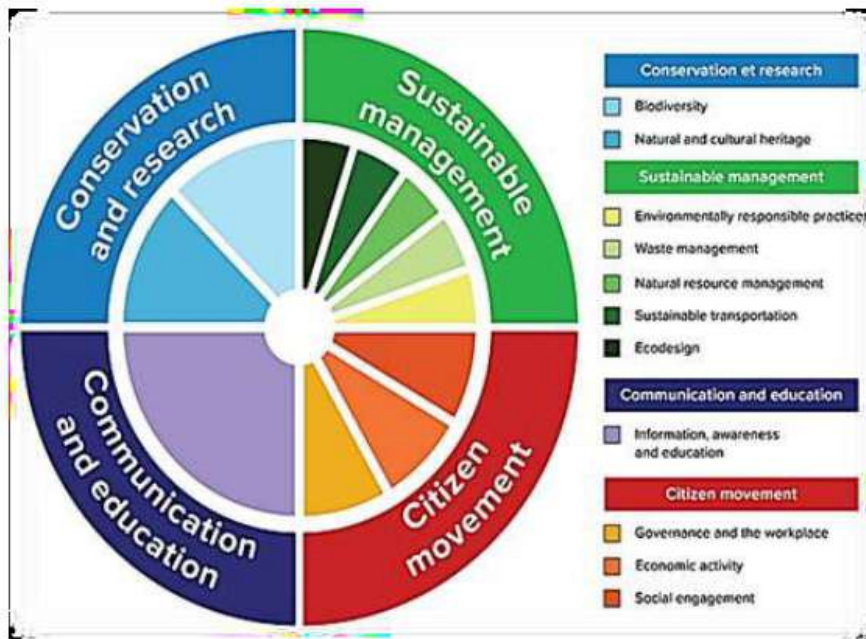 Conservation
and research
Sustainable
management
Communication
and education
Citizen
movement
Conservation et research
Biodiversity
Natural and cultural heritage
Sustainable management
Environmentally responsible practices
Waste management
Natural resource management
Sustainable transportation
Ecodesign
Communication and education
Information, awareness
and education
Citizen movement
Governance and the workplace
Economic activity
Social engagement